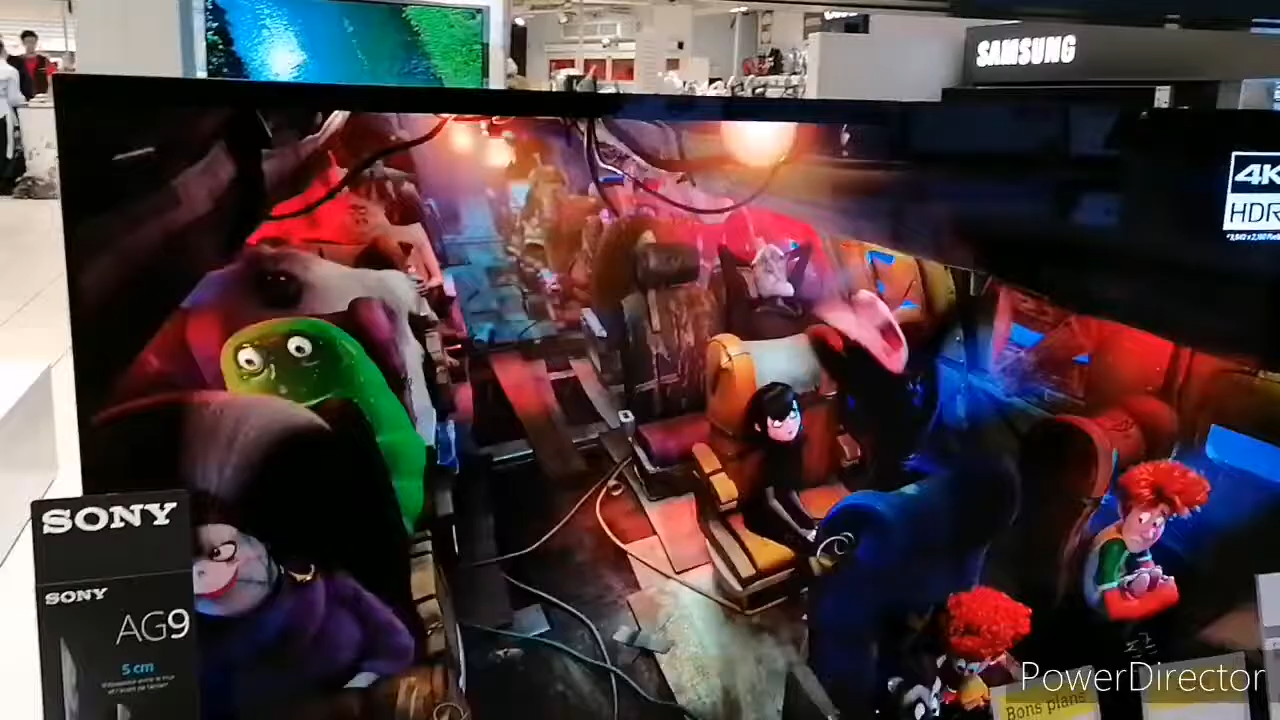 SAMSUNG
4K
HDR
SONY
SONY
AG9
5 cm
PowerDirector
Bons plans